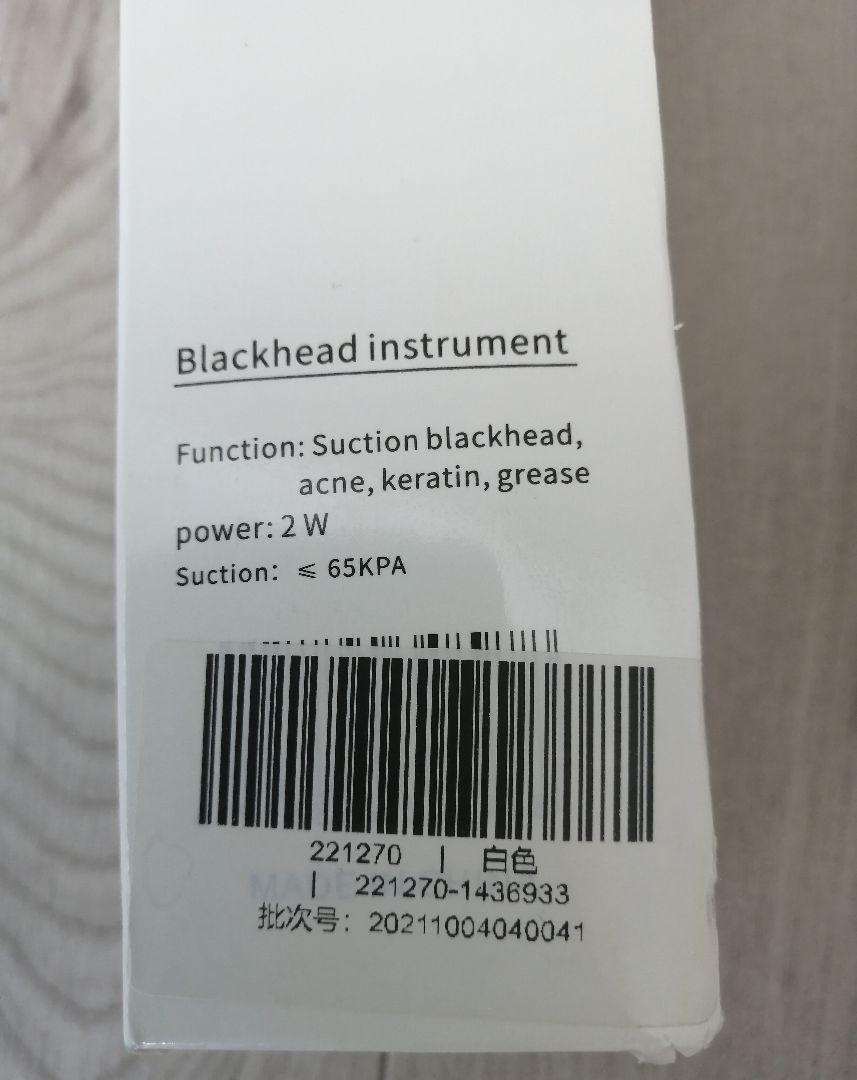 Blackhead instrument
Function: Suction blackhead,
acne, keratin, grease
power: 2 W
Suction: ⩽ 65KPA
221270 | 白色
| 221270-1436933
批次号: 20211004040041